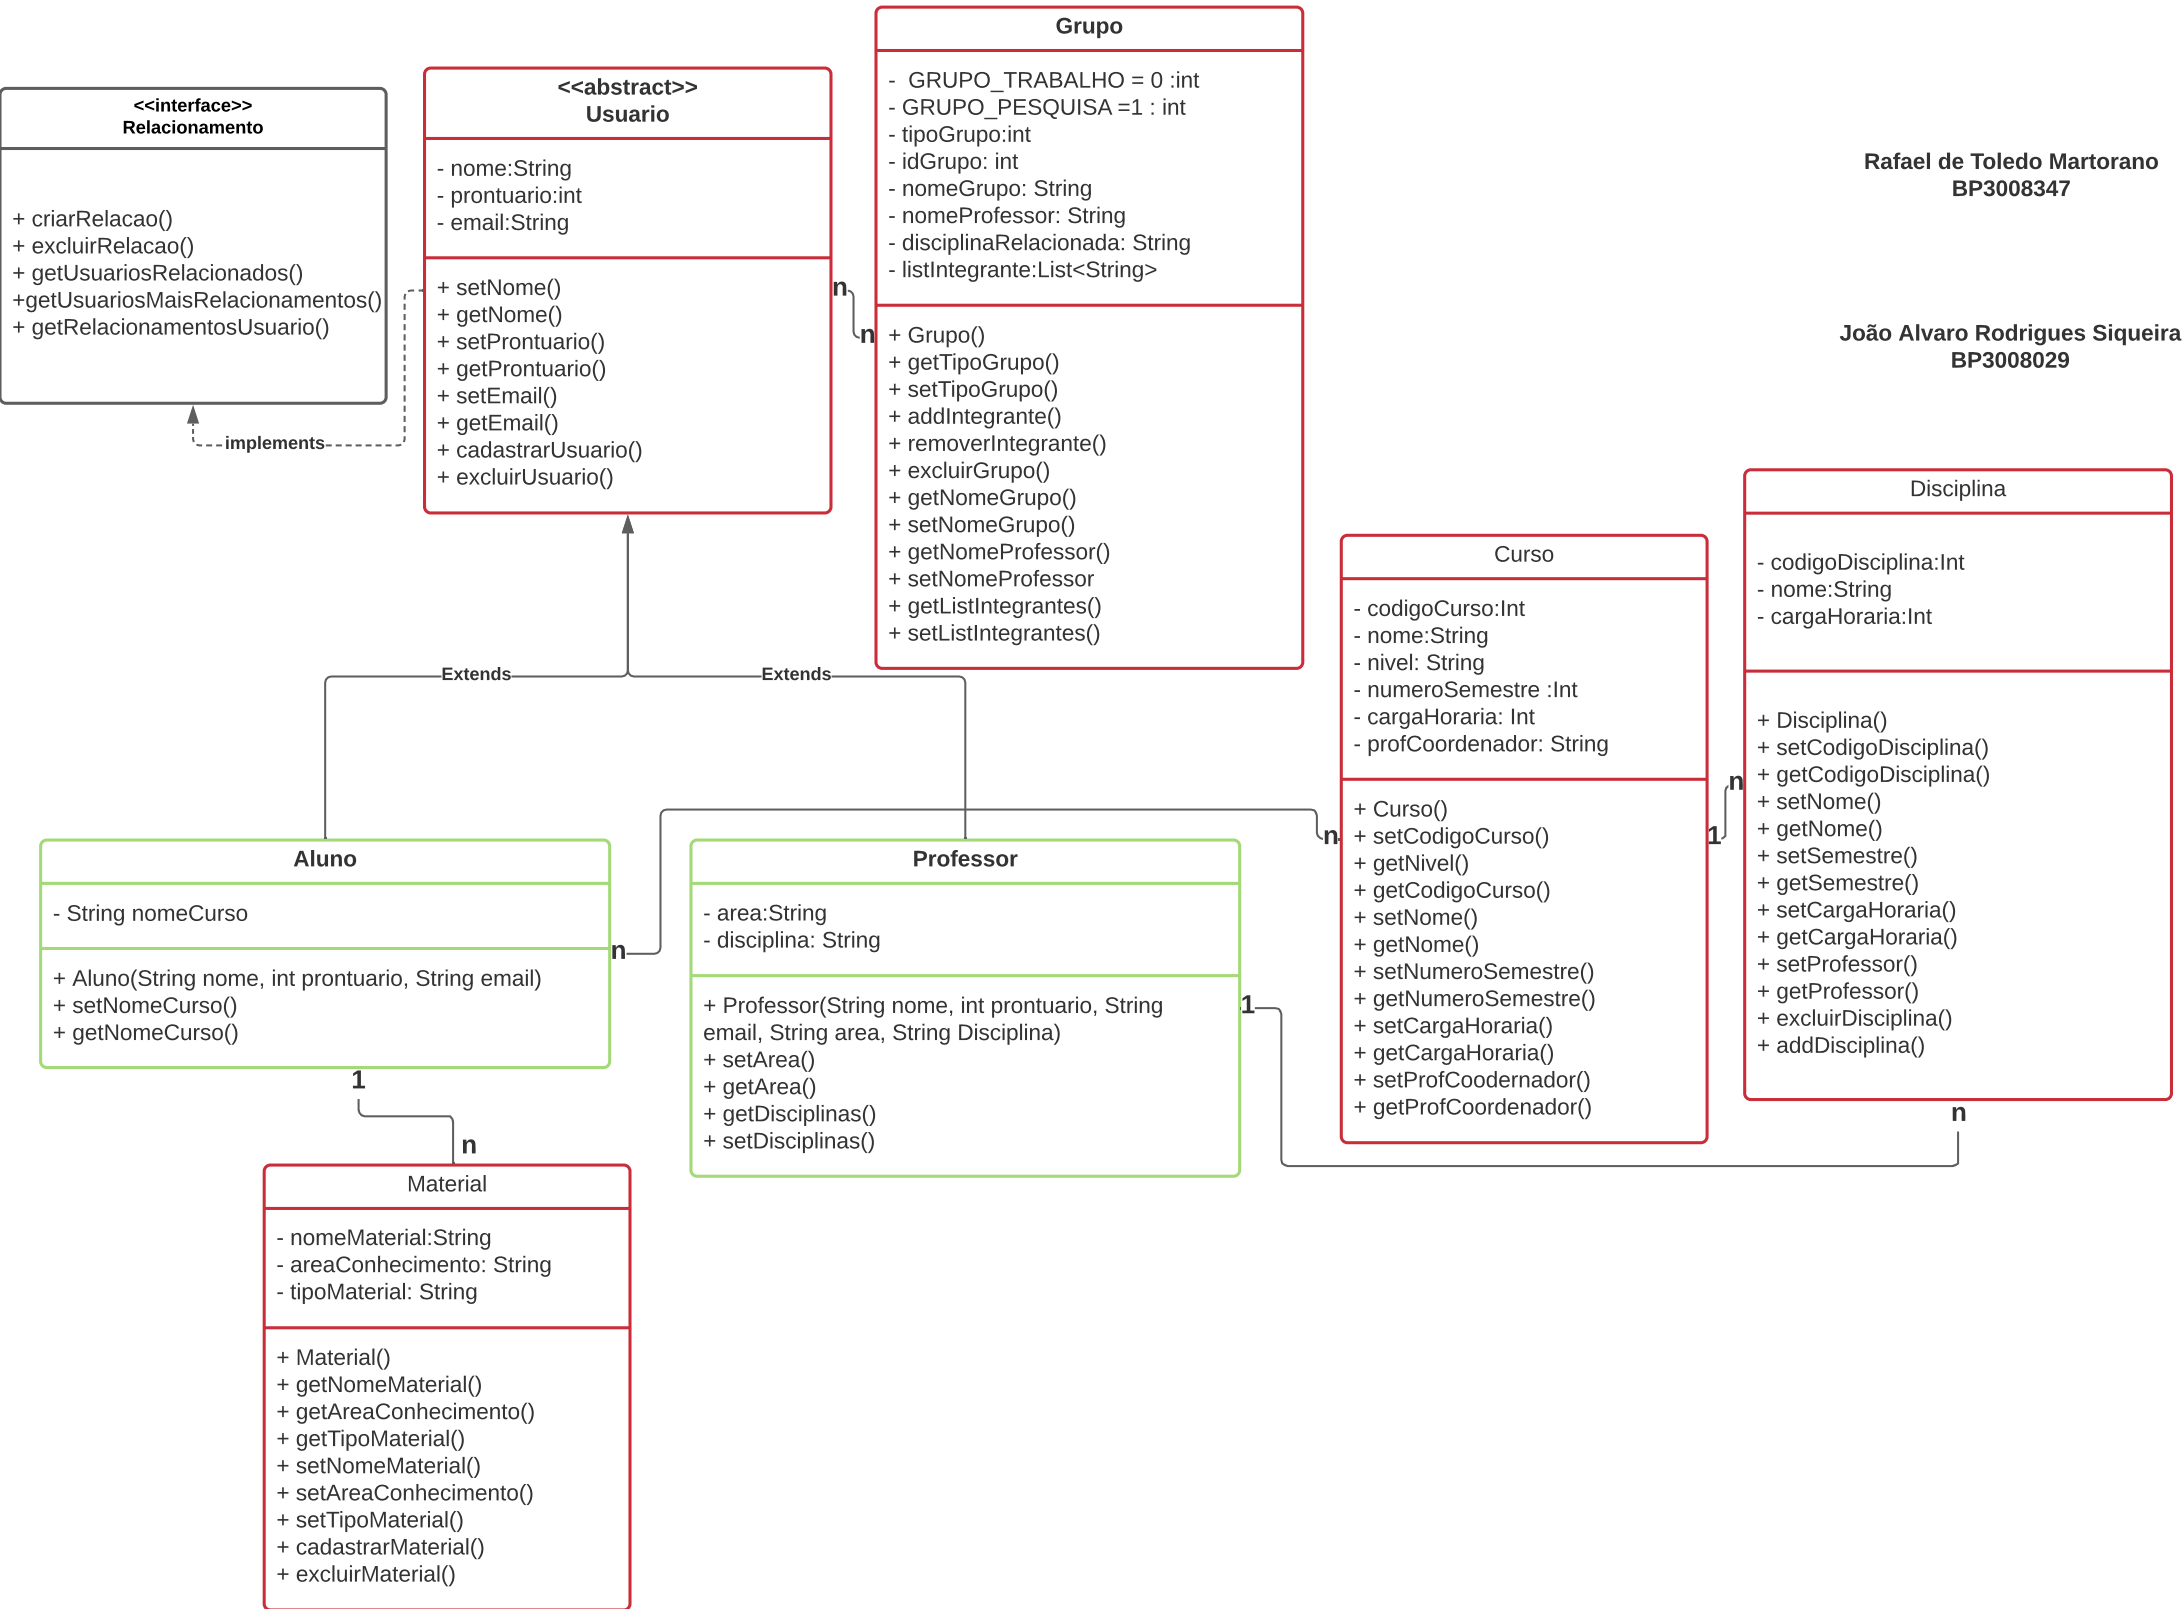 <<interface>>
Relacionamento
+ criarRelacao()
+ excluirRelacao()
+ getUsuariosRelacionados()
+getUsuariosMaisRelacionamentos()
+ getRelacionamentosUsuario()
implements
<<abstract>>
Usuario
- nome:String
- prontuario:int
- email:String
+ setNome()
+ getNome()
+ setProntuario()
+ getProntuario()
+ setEmail()
+ getEmail()
+ cadastrarUsuario()
+ excluirUsuario()
n
n
Grupo
-  GRUPO_TRABALHO = 0 :int
- GRUPO_PESQUISA =1 : int
- tipoGrupo:int
- idGrupo: int
- nomeGrupo: String
- nomeProfessor: String
- disciplinaRelacionada: String
- listIntegrante:List<String>
+ Grupo()
+ getTipoGrupo()
+ setTipoGrupo()
+ addIntegrante()
+ removerIntegrante()
+ excluirGrupo()
+ getNomeGrupo()
+ setNomeGrupo()
+ getNomeProfessor()
+ setNomeProfessor
+ getListIntegrantes()
+ setListIntegrantes()
Rafael de Toledo Martorano
BP3008347
João Alvaro Rodrigues Siqueira
BP3008029
Extends
Extends
Curso
- codigoCurso:Int
- nome:String
- nivel: String
- numeroSemestre :Int
- cargaHoraria: Int
- profCoordenador: String
+ Curso()
+ setCodigoCurso()
+ getNivel()
+ getCodigoCurso()
+ setNome()
+ getNome()
+ setNumeroSemestre()
+ getNumeroSemestre()
+ setCargaHoraria()
+ getCargaHoraria()
+ setProfCoodernador()
+ getProfCoordenador()
n
1
n
Disciplina
- codigoDisciplina:Int
- nome:String
- cargaHoraria:Int
+ Disciplina()
+ setCodigoDisciplina()
+ getCodigoDisciplina()
+ setNome()
+ getNome()
+ setSemestre()
+ getSemestre()
+ setCargaHoraria()
+ getCargaHoraria()
+ setProfessor()
+ getProfessor()
+ excluirDisciplina()
+ addDisciplina()
n
Aluno
- String nomeCurso
+ Aluno(String nome, int prontuario, String email)
+ setNomeCurso()
+ getNomeCurso()
n
1
n
Professor
- area:String
- disciplina: String
+ Professor(String nome, int prontuario, String
email, String area, String Disciplina)
+ setArea()
+ getArea()
+ getDisciplinas()
+ setDisciplinas()
1
Material
- nomeMaterial:String
- areaConhecimento: String
- tipoMaterial: String
+ Material()
+ getNomeMaterial()
+ getAreaConhecimento()
+ getTipoMaterial()
+ setNomeMaterial()
+ setAreaConhecimento()
+ setTipoMaterial()
+ cadastrarMaterial()
+ excluirMaterial()